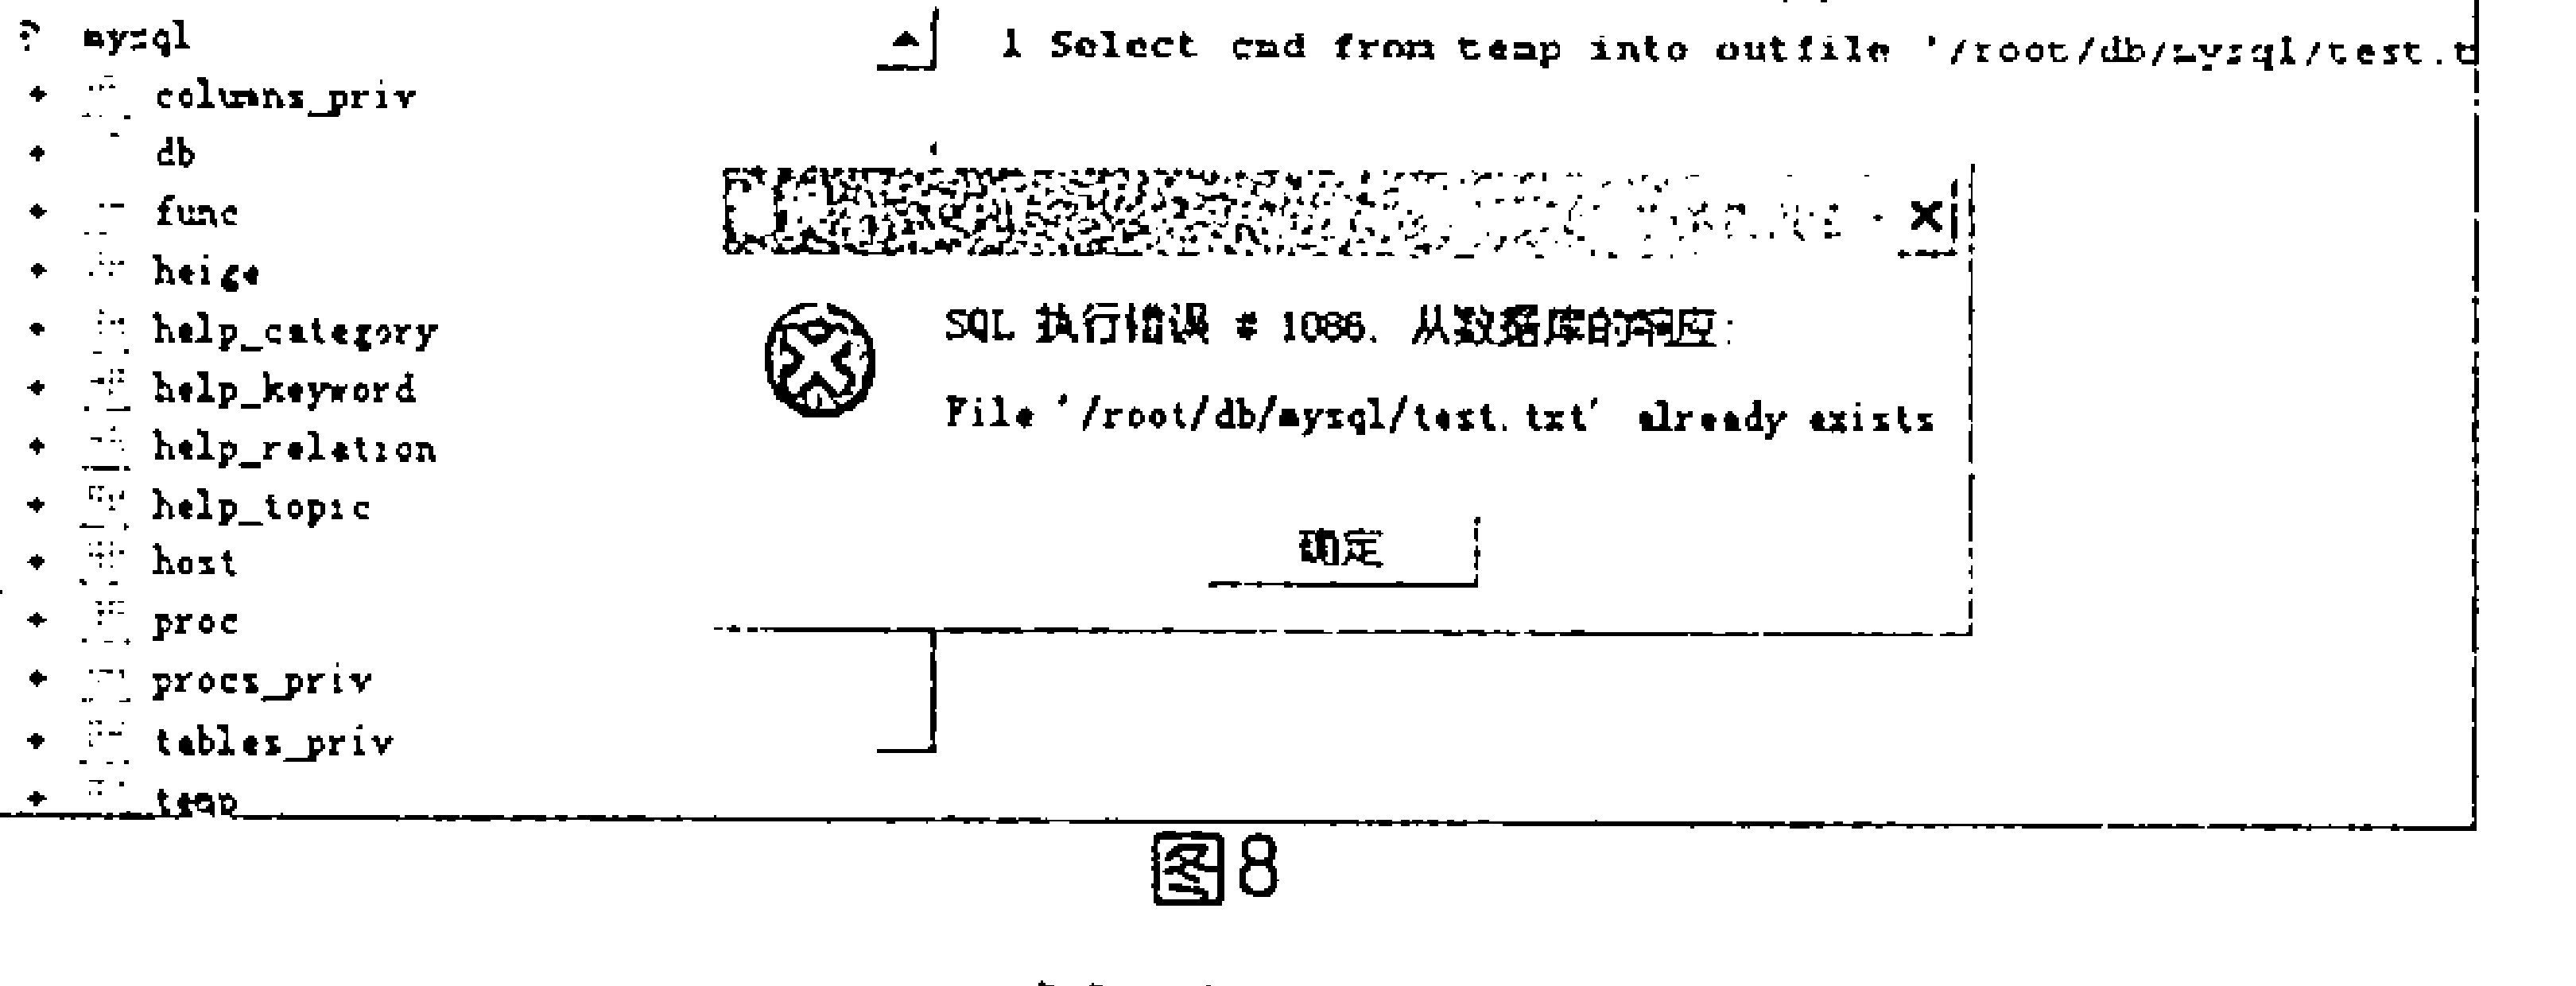 mysql
columns_priv
db
func
heige
help_category
help_keyword
help_relation
help_topic
host
proc
procs_priv
tables_priv
temp
1 Select cmd from temp into outfile '/root/db/mysql/test.t
SQL 执行错误 # 1086. 从数据库的响应:
File '/root/db/mysql/test.txt' already exists
确定
图8